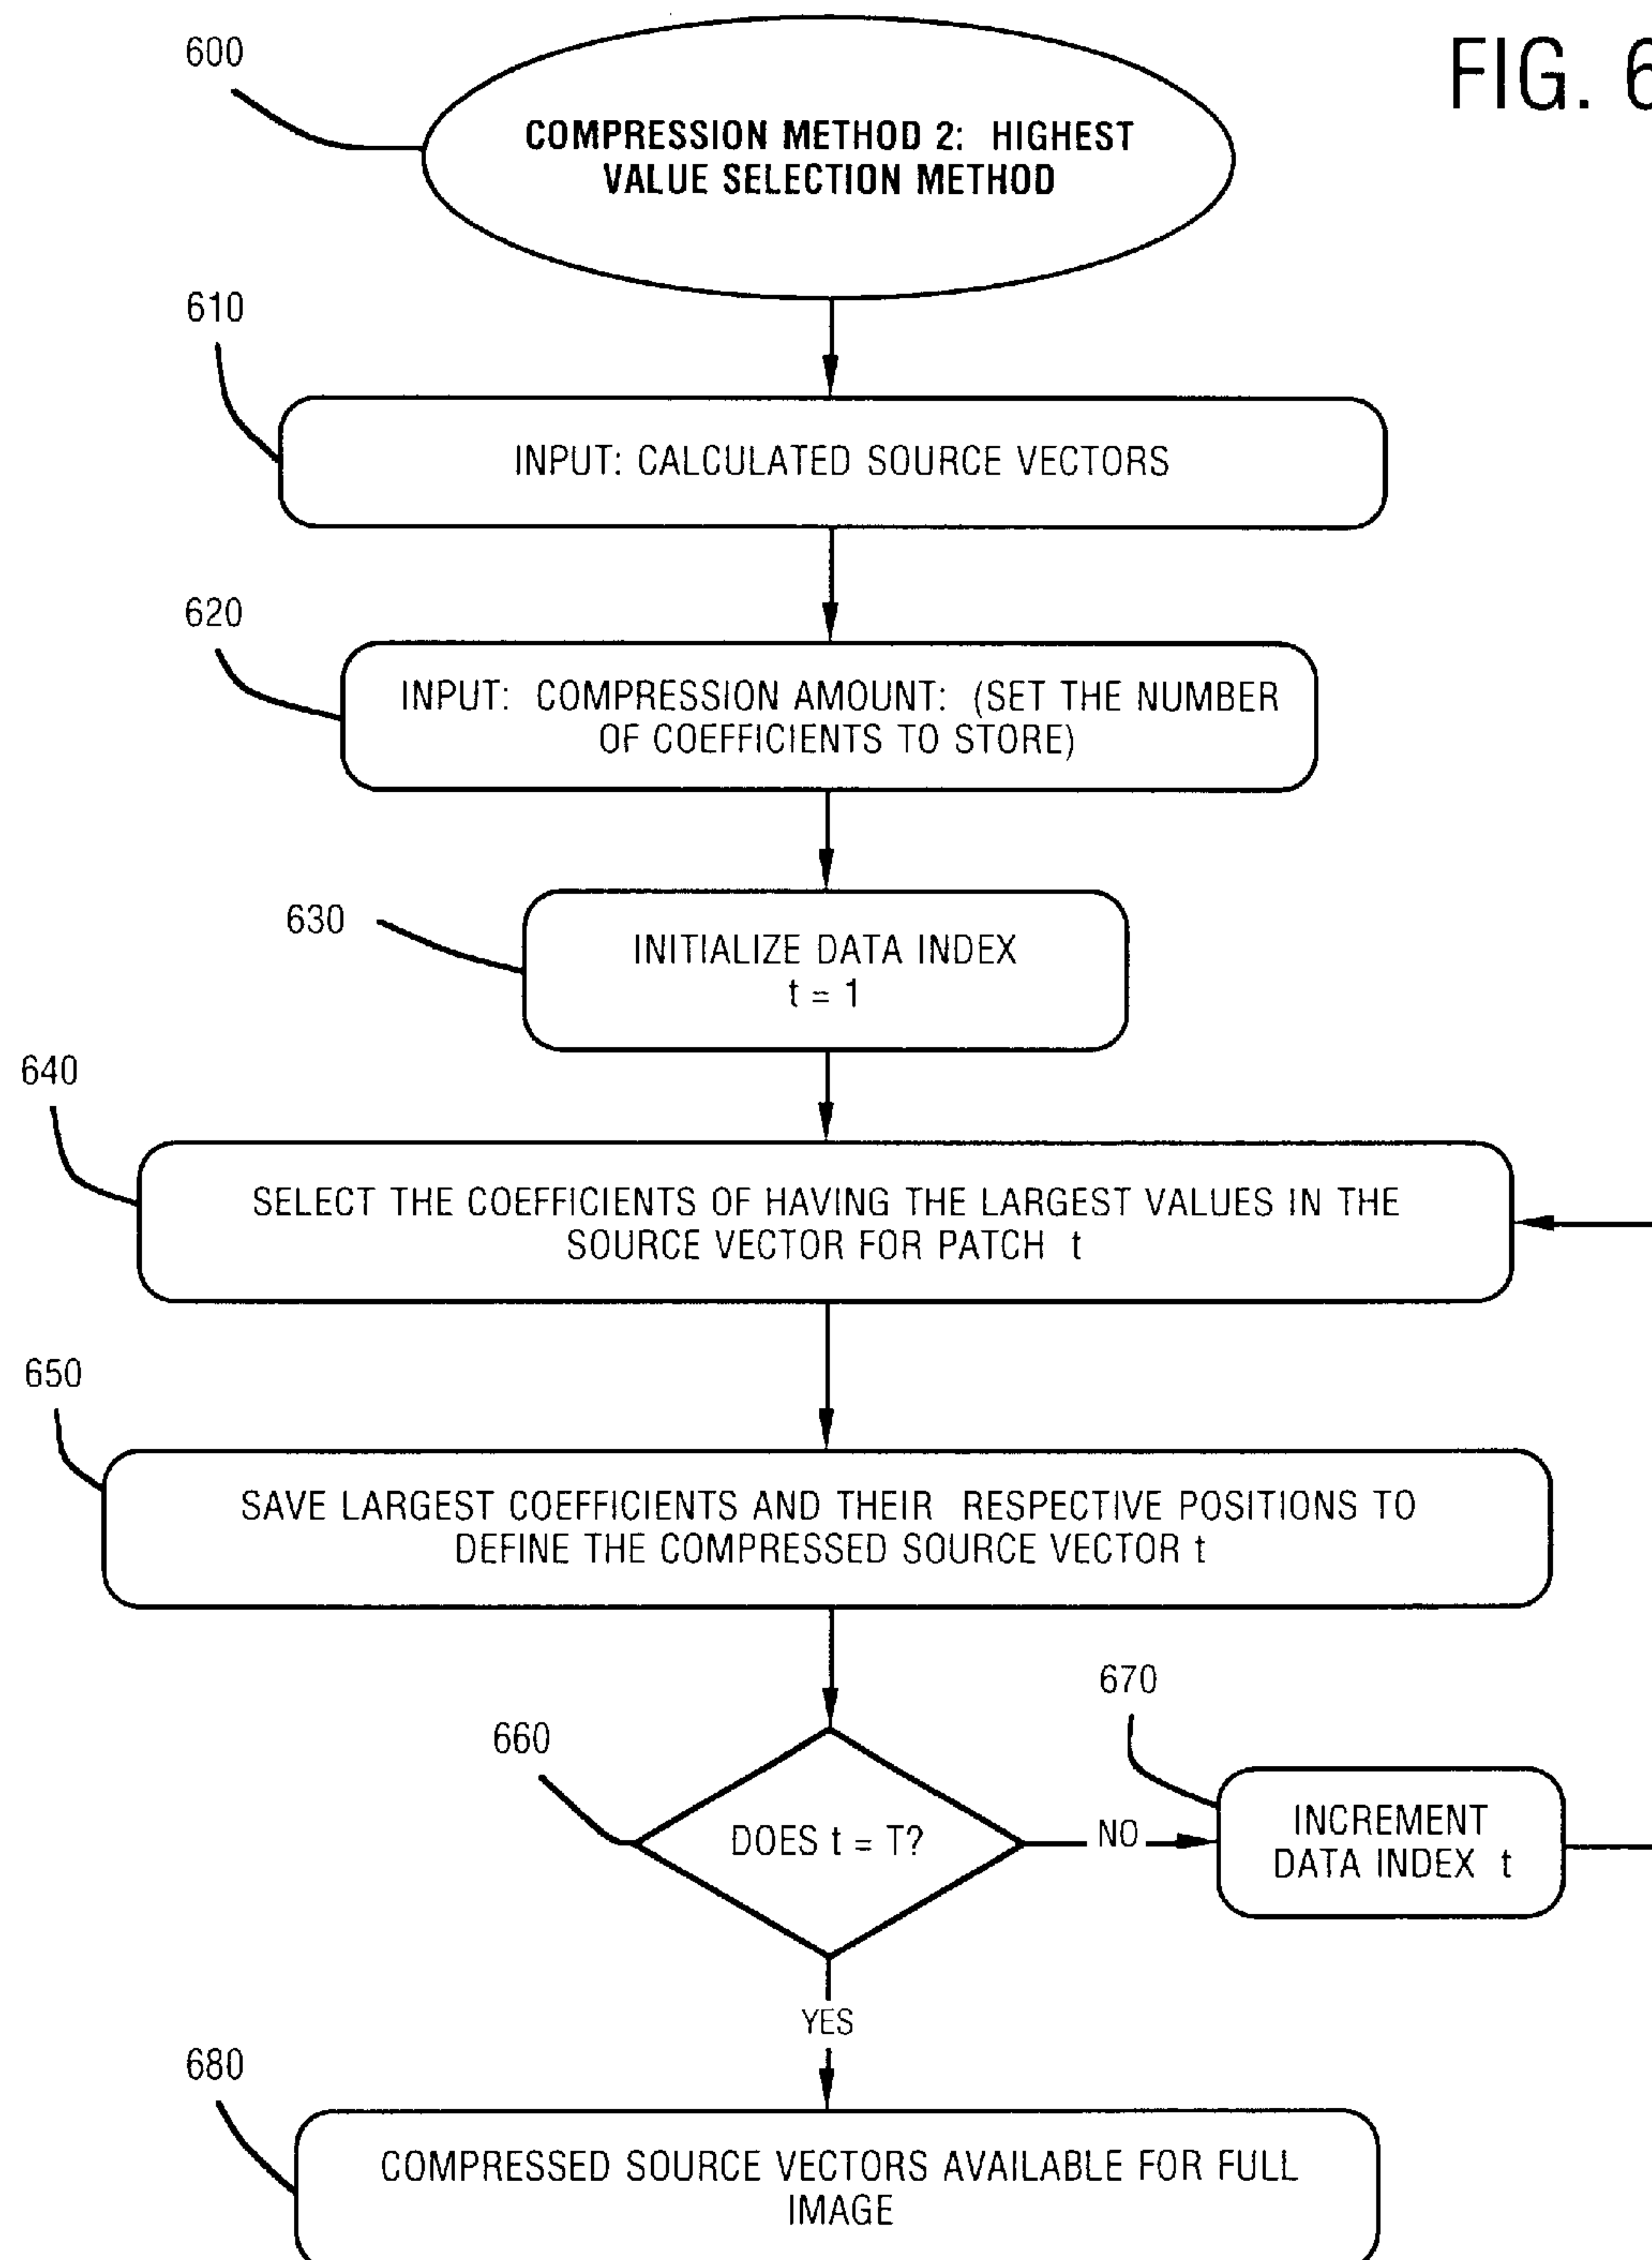 FIG. 6
600
COMPRESSION METHOD 2: HIGHEST
VALUE SELECTION METHOD
610
INPUT: CALCULATED SOURCE VECTORS
620
INPUT: COMPRESSION AMOUNT: (SET THE NUMBER
OF COEFFICIENTS TO STORE)
630
INITIALIZE DATA INDEX
t = 1
640
SELECT THE COEFFICIENTS OF HAVING THE LARGEST VALUES IN THE
SOURCE VECTOR FOR PATCH t
650
SAVE LARGEST COEFFICIENTS AND THEIR RESPECTIVE POSITIONS TO
DEFINE THE COMPRESSED SOURCE VECTOR t
660
DOES t = T?
NO
670
INCREMENT
DATA INDEX t
YES
680
COMPRESSED SOURCE VECTORS AVAILABLE FOR FULL
IMAGE